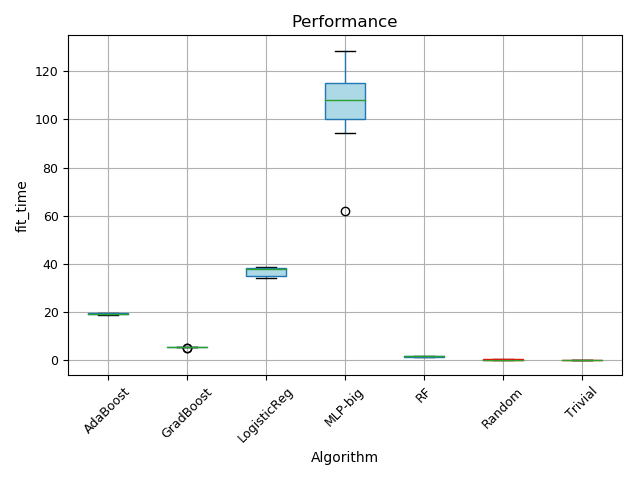 Performance
120
100
80
60
40
20
0
fit_time
AdaBoost
GradBoost
LogisticReg
MLP-big
RF
Random
Trivial
Algorithm